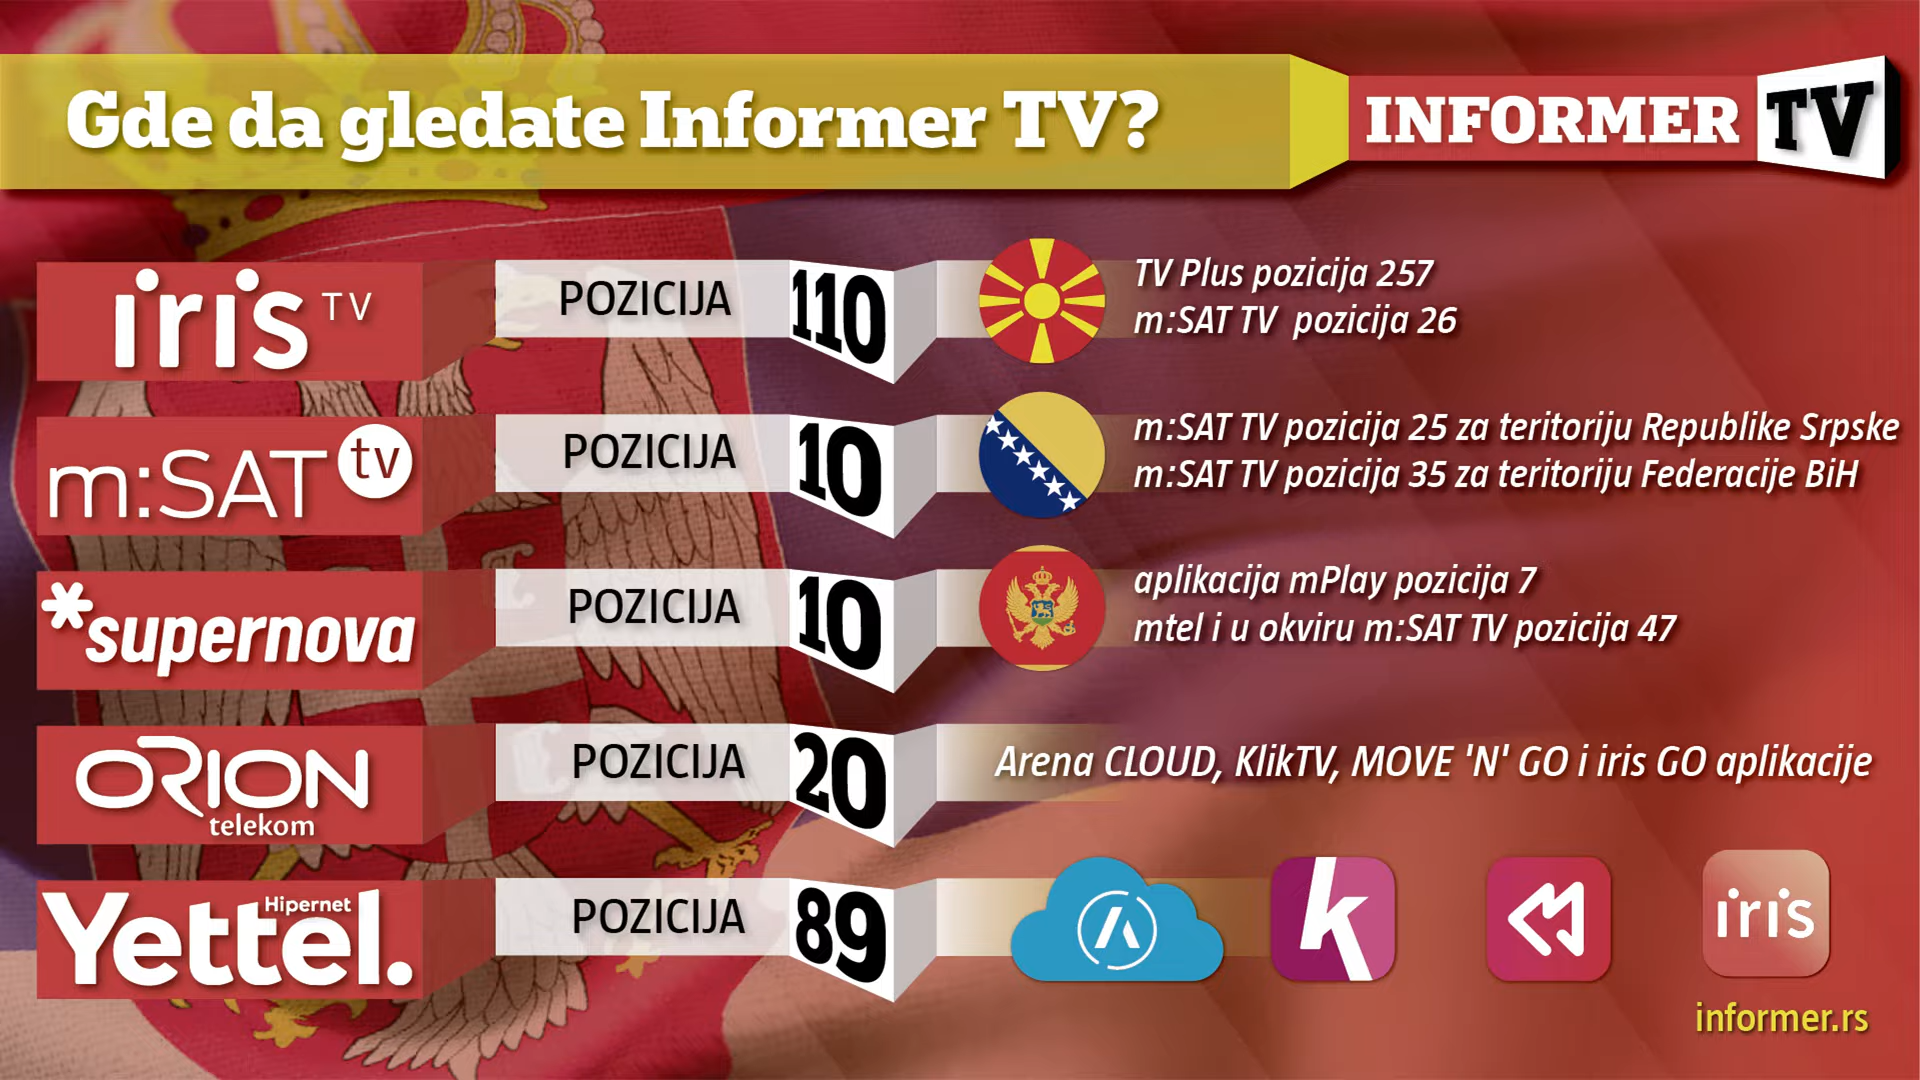 Gde da gledate Informer TV?
INFORMER TV
iris TV
POZICIJA 110
TV Plus pozicija 257
m:SAT TV pozicija 26
m:SAT tv
POZICIJA 10
m:SAT TV pozicija 25 za teritoriju Republike Srpske
m:SAT TV pozicija 35 za teritoriju Federacije BiH
*supernova
POZICIJA 10
aplikacija mPlay pozicija 7
mtel i u okviru m:SAT TV pozicija 47
ORION
telekom
POZICIJA 20
Arena CLOUD, KlikTV, MOVE 'N' GO i iris GO aplikacije
Hipernet
Yettel.
POZICIJA 89
k
iris
informer.rs